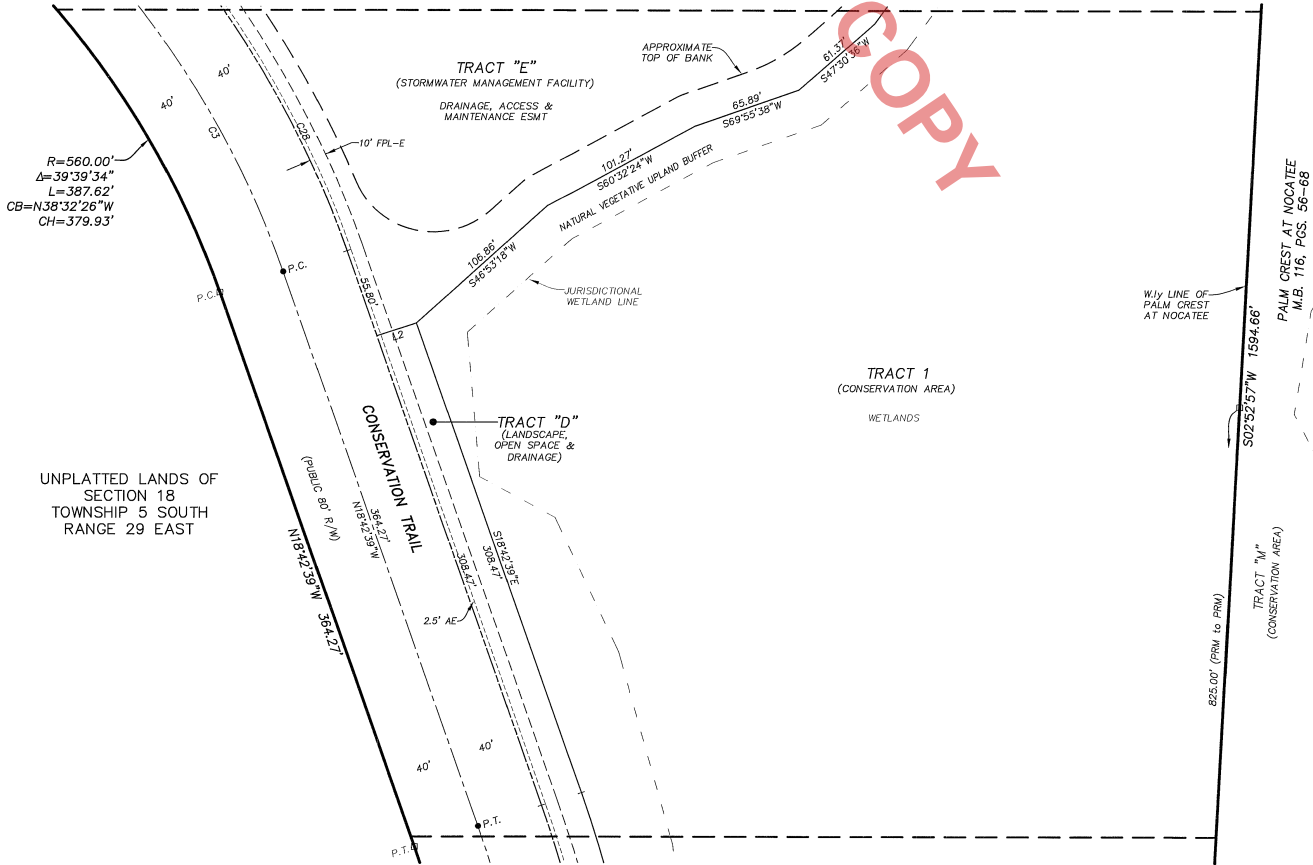 COPY
TRACT "E"
(STORMWATER MANAGEMENT FACILITY)
DRAINAGE, ACCESS &
MAINTENANCE ESMT
APPROXIMATE
TOP OF BANK
61.37'
S47°30'36"W
65.89'
S69°55'38"W
101.27'
S60°32'24"W
NATURAL VEGETATIVE UPLAND BUFFER
106.86'
S46°53'18"W
40'
40'
C3
C28
10' FPL-E
R=560.00'
Δ=39°39'34"
L=387.62'
CB=N38°32'26"W
CH=379.93'
P.C.
P.C.
55.80'
L2
JURISDICTIONAL
WETLAND LINE
W.ly LINE OF
PALM CREST
AT NOCATEE
PALM CREST AT NOCATEE
M.B. 116, PGS. 56-68
S02°52'57"W 1594.66'
TRACT 1
(CONSERVATION AREA)
WETLANDS
CONSERVATION TRAIL
TRACT "D"
(LANDSCAPE,
OPEN SPACE &
DRAINAGE)
UNPLATTED LANDS OF
SECTION 18
TOWNSHIP 5 SOUTH
RANGE 29 EAST
(PUBLIC 80' R/W)
364.27'
N18°42'39"W
N18°42'39"W 364.27'
308.47'
S18°42'39"E
308.47'
2.5' AE
TRACT "M"
(CONSERVATION AREA)
825.00' (PRM to PRM)
40'
40'
P.T.
P.T.